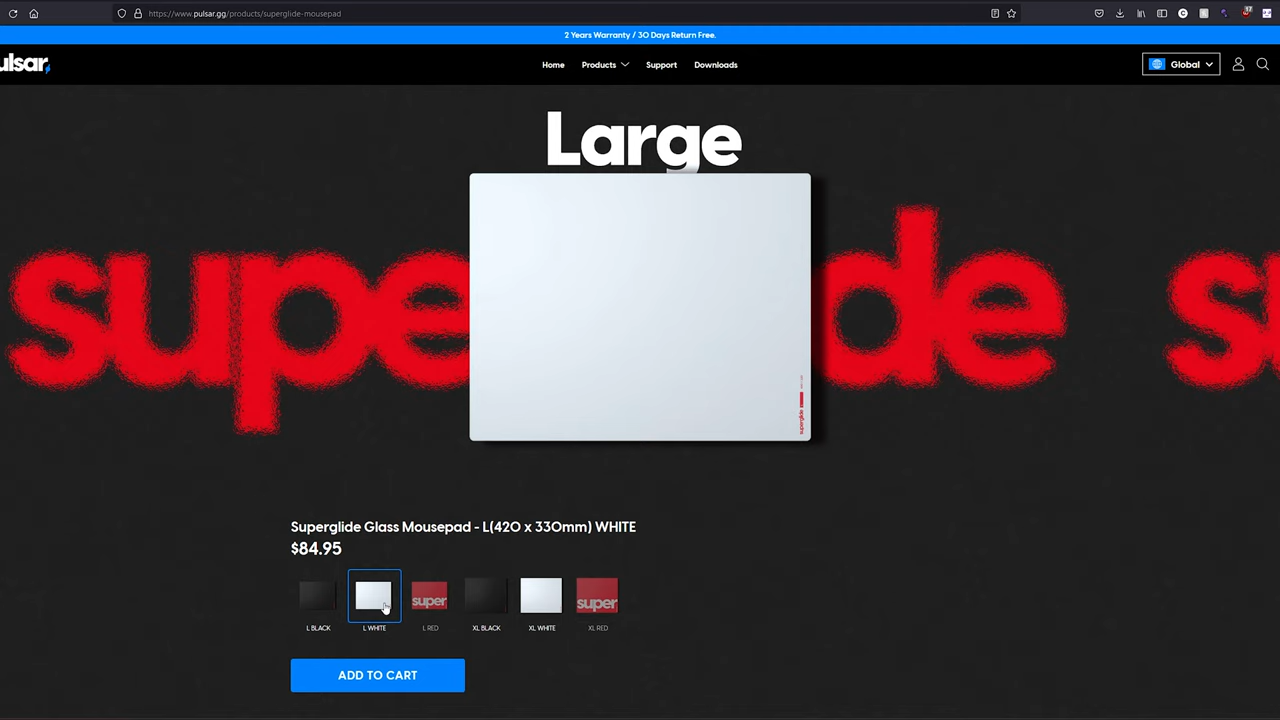 https://www.pulsar.gg/products/superglide-mousepad
2 Years Warranty / 30 Days Return Free.
ulsar
Home
Products
Support
Downloads
Global
Large
supe
de
s
superglide
Superglide Glass Mousepad - L(420 x 330mm) WHITE
$84.95
super
super
L BLACK
L WHITE
L RED
XL BLACK
XL WHITE
XL RED
ADD TO CART